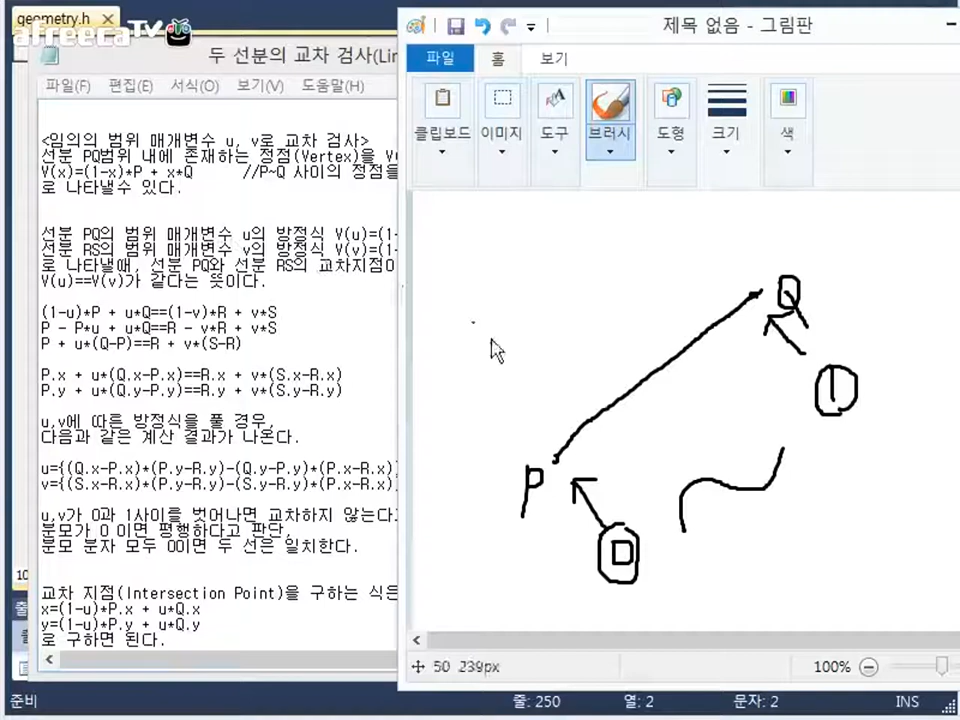 geometry.h
afreecaTV
두 선분의 교차 검사(Lin
파일(F) 편집(E) 서식(O) 보기(V) 도움말(H)
<임의의 범위 매개변수 u, v로 교차 검사>
선분 PQ범위 내에 존재하는 정점(Vertex)을 V(
V(x)=(1-x)*P + x*Q //P~Q 사이의 정점을
로 나타낼수 있다.
선분 PQ의 범위 매개변수 u의 방정식 V(u)=(1-
선분 RS의 범위 매개변수 v의 방정식 V(v)=(1-
로 나타낼때, 선분 PQ와 선분 RS의 교차지점이
V(u)==V(v)가 같다는 뜻이다.
(1-u)*P + u*Q==(1-v)*R + v*S
P - P*u + u*Q==R - v*R + v*S
P + u*(Q-P)==R + v*(S-R)
P.x + u*(Q.x-P.x)==R.x + v*(S.x-R.x)
P.y + u*(Q.y-P.y)==R.y + v*(S.y-R.y)
u,v에 따른 방정식을 풀 경우,
다음과 같은 계산 결과가 나온다.
u={(Q.x-P.x)*(P.y-R.y)-(Q.y-P.y)*(P.x-R.x)}
v={(S.x-R.x)*(P.y-R.y)-(S.y-R.y)*(P.x-R.x)
u,v가 0과 1사이를 벗어나면 교차하지 않는다고
분모가 0 이면 평행하다고 판단,
분모 분자 모두 0이면 두 선은 일치한다.
교차 지점(Intersection Point)을 구하는 식은
x=(1-u)*P.x + u*Q.x
y=(1-u)*P.y + u*Q.y
로 구하면 된다.
제목 없음 - 그림판
파일 홈 보기
클립보드 이미지 도구 브러시 도형 크기 색
Q
1
P
0
50 239px
100%
준비 줄: 250 열: 2 문자: 2 INS